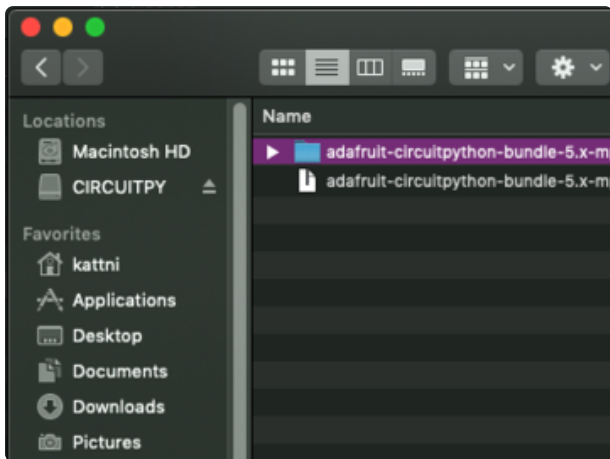 Name
Locations
Macintosh HD
CIRCUITPY
Favorites
kattni
Applications
Desktop
Documents
Downloads
Pictures
adafruit-circuitpython-bundle-5.x-m
adafruit-circuitpython-bundle-5.x-m